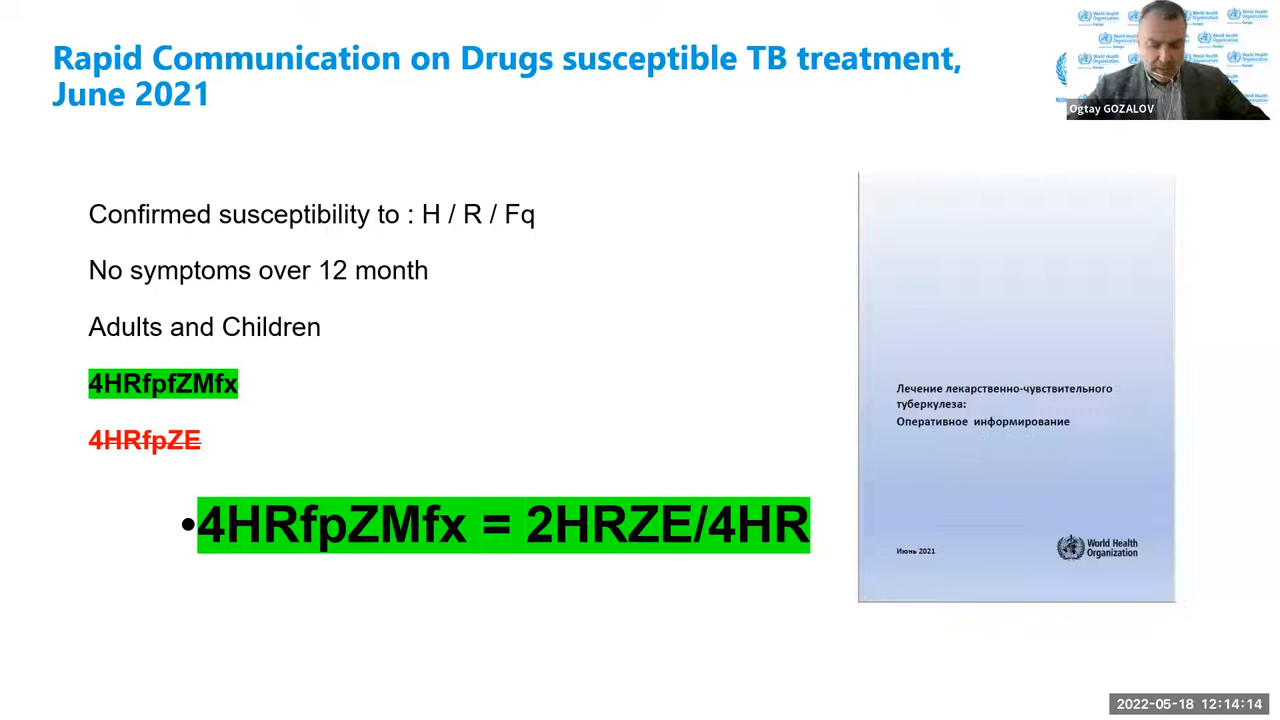 Rapid Communication on Drugs susceptible TB treatment,
June 2021
Ogtay GOZALOV
Confirmed susceptibility to : H / R / Fq
No symptoms over 12 month
Adults and Children
4HRfpfZMfx
4HRfpZE
•4HRfpZMfx = 2HRZE/4HR
Лечение лекарственно-чувствительного
туберкулеза:
Оперативное информирование
Июнь 2021
World Health
Organization
2022-05-18 12:14:14